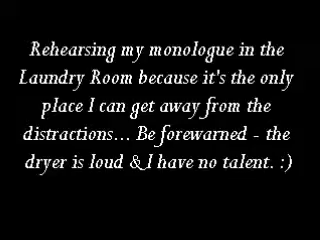 Rehearsing my monologue in the
Laundry Room because it's the only
place I can get away from the
distractions... Be forewarned - the
dryer is loud & I have no talent. :)